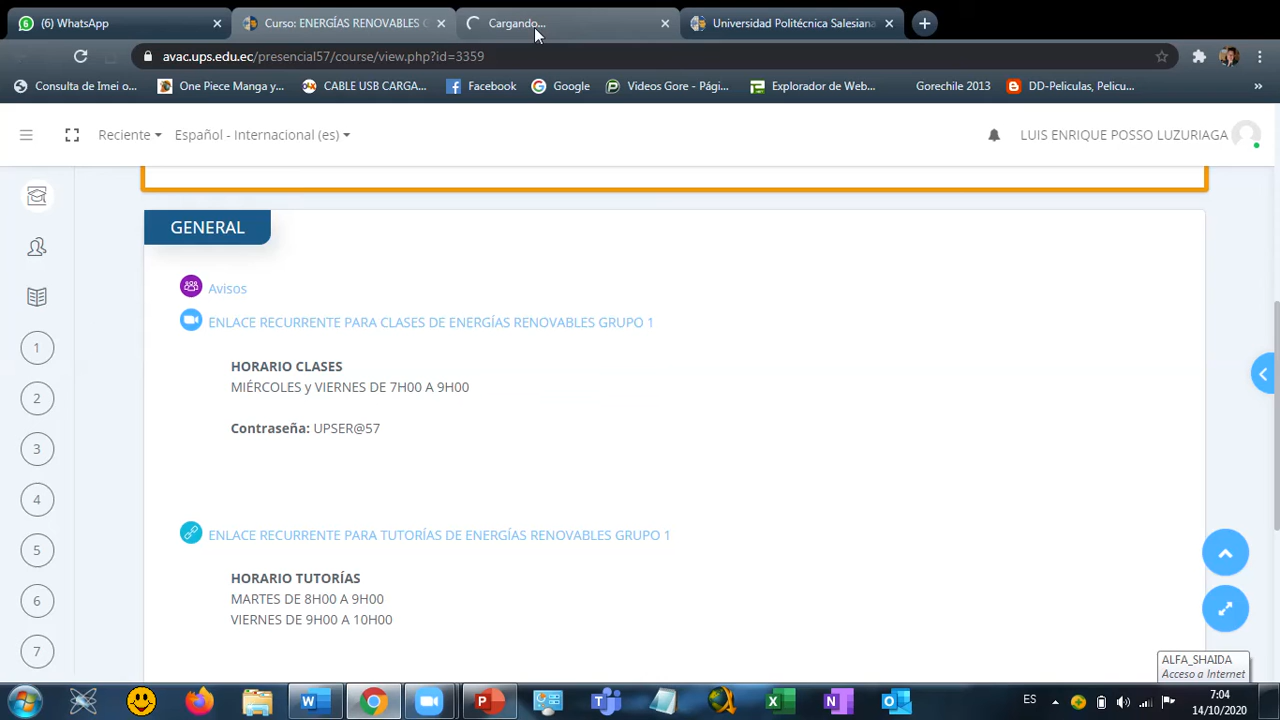 (6) WhatsApp
Curso: ENERGÍAS RENOVABLES G
Cargando...
Universidad Politécnica Salesiana
avac.ups.edu.ec/presencial57/course/view.php?id=3359
Consulta de Imei o...
One Piece Manga y...
CABLE USB CARGA...
Facebook
Google
Videos Gore - Pág...
Explorador de Web...
Gorechile 2013
DD-Peliculas, Pelicu...
»
Reciente
Español - Internacional (es)
LUIS ENRIQUE POSSO LUZURIAGA
GENERAL
Avisos
ENLACE RECURRENTE PARA CLASES DE ENERGÍAS RENOVABLES GRUPO 1
HORARIO CLASES
MIÉRCOLES y VIERNES DE 7H00 A 9H00
Contraseña: UPSER@57
ENLACE RECURRENTE PARA TUTORÍAS DE ENERGÍAS RENOVABLES GRUPO 1
HORARIO TUTORÍAS
MARTES DE 8H00 A 9H00
VIERNES DE 9H00 A 10H00
1
2
3
4
5
6
7
ALFA_SHAIDA
Acceso a Internet
ES
7:04
14/10/2020